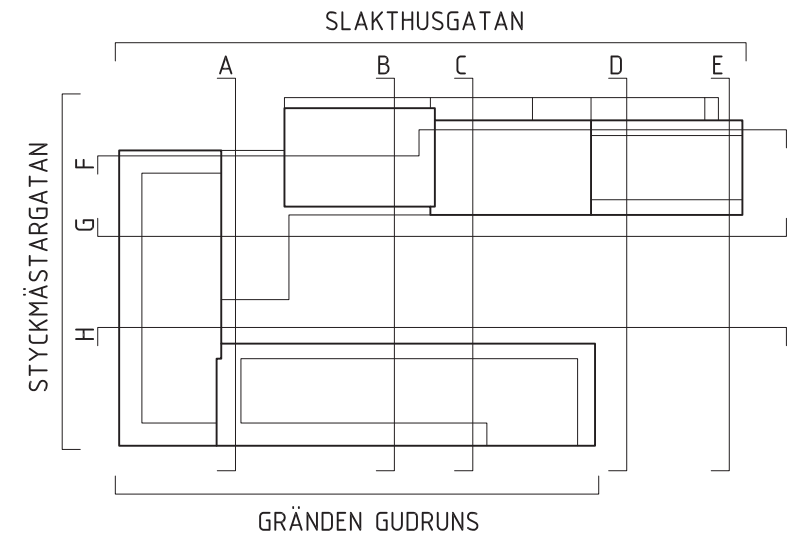 SLAKTHUSGATAN
A
B
C
D
E
STYCKMÄSTARGATAN
F
G
H
GRÄNDEN GUDRUNS